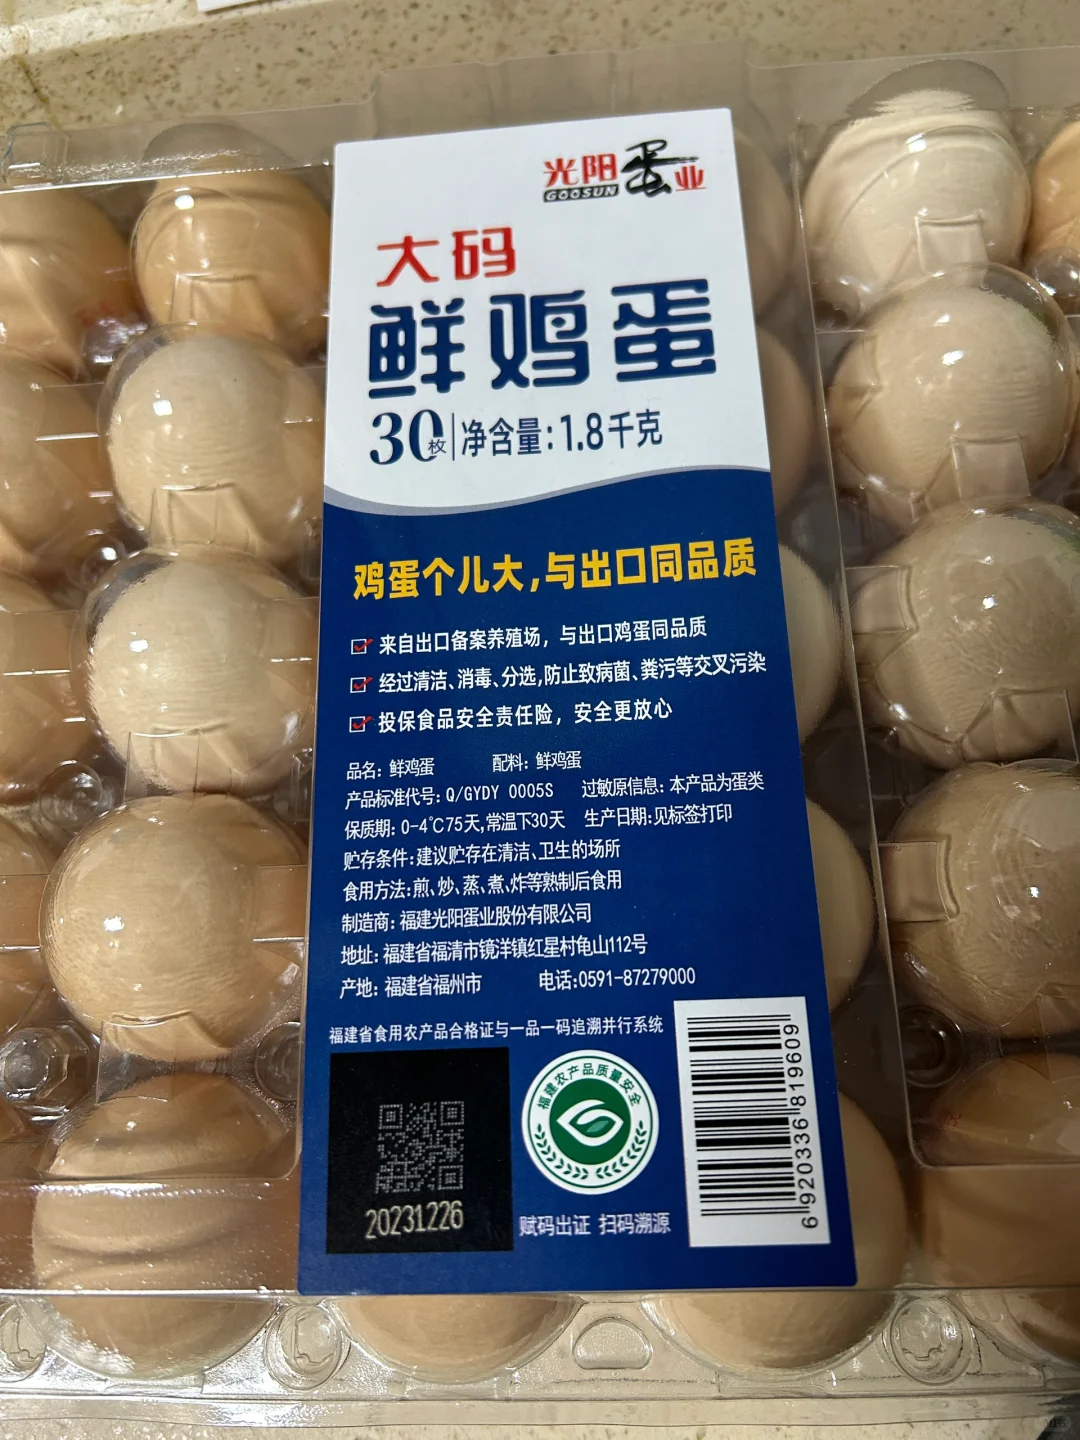 光阳蛋业
GOOSUN
大码
鲜鸡蛋
30枚 净含量:1.8千克
鸡蛋个儿大,与出口同品质
来自出口备案养殖场，与出口鸡蛋同品质
经过清洁、消毒、分选,防止致病菌、粪污等交叉污染
投保食品安全责任险，安全更放心
品名: 鲜鸡蛋 配料: 鲜鸡蛋
产品标准代号: Q/GYDY 0005S 过敏原信息: 本产品为蛋类
保质期: 0-4℃75天,常温下30天 生产日期:见标签打印
贮存条件:建议贮存在清洁、卫生的场所
食用方法:煎、炒、蒸、煮、炸等熟制后食用
制造商: 福建光阳蛋业股份有限公司
地址: 福建省福清市镜洋镇红星村龟山112号
产地: 福建省福州市 电话:0591-87279000
福建省食用农产品合格证与一品一码追溯并行系统
福建农产品质量安全
20231226
赋码出证 扫码溯源
6 920336 819609